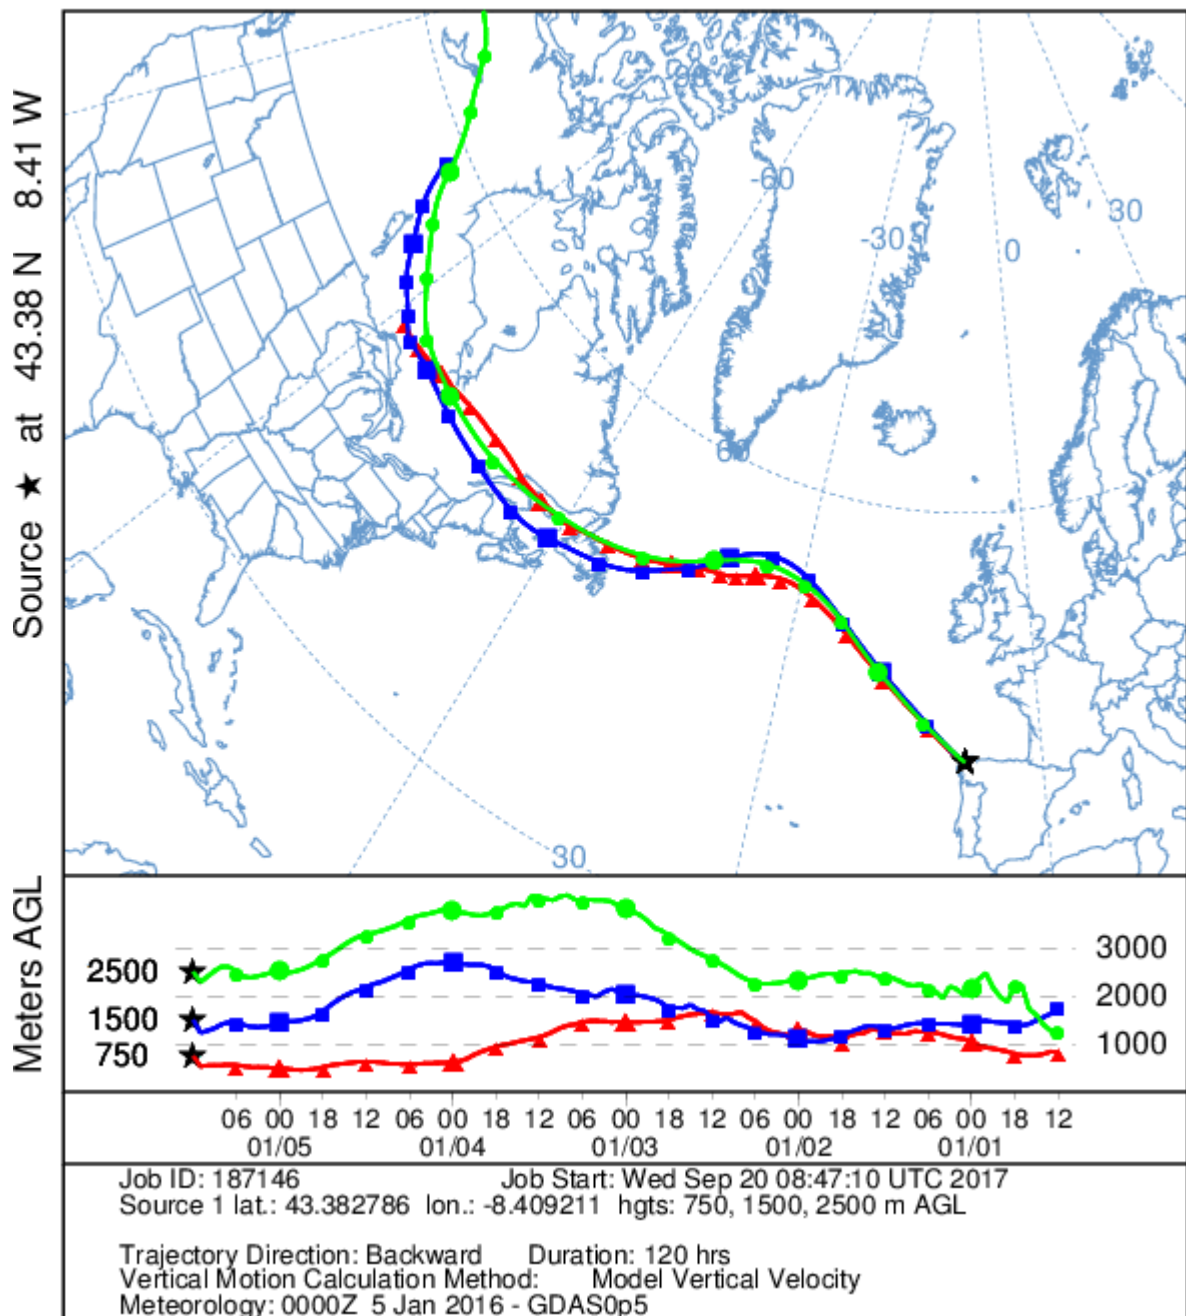 Source ★ at 43.38 N 8.41 W
-60
-30
30
0
60
30
Meters AGL
3000
2500
2000
1500
1000
750
06 00 18 12 06 00 18 12 06 00 18 12 06 00 18 12 06 00 18 12
01/05 01/04 01/03 01/02 01/01
Job ID: 187146 Job Start: Wed Sep 20 08:47:10 UTC 2017
Source 1 lat.: 43.382786 lon.: -8.409211 hgts: 750, 1500, 2500 m AGL
Trajectory Direction: Backward Duration: 120 hrs
Vertical Motion Calculation Method: Model Vertical Velocity
Meteorology: 0000Z 5 Jan 2016 - GDAS0p5